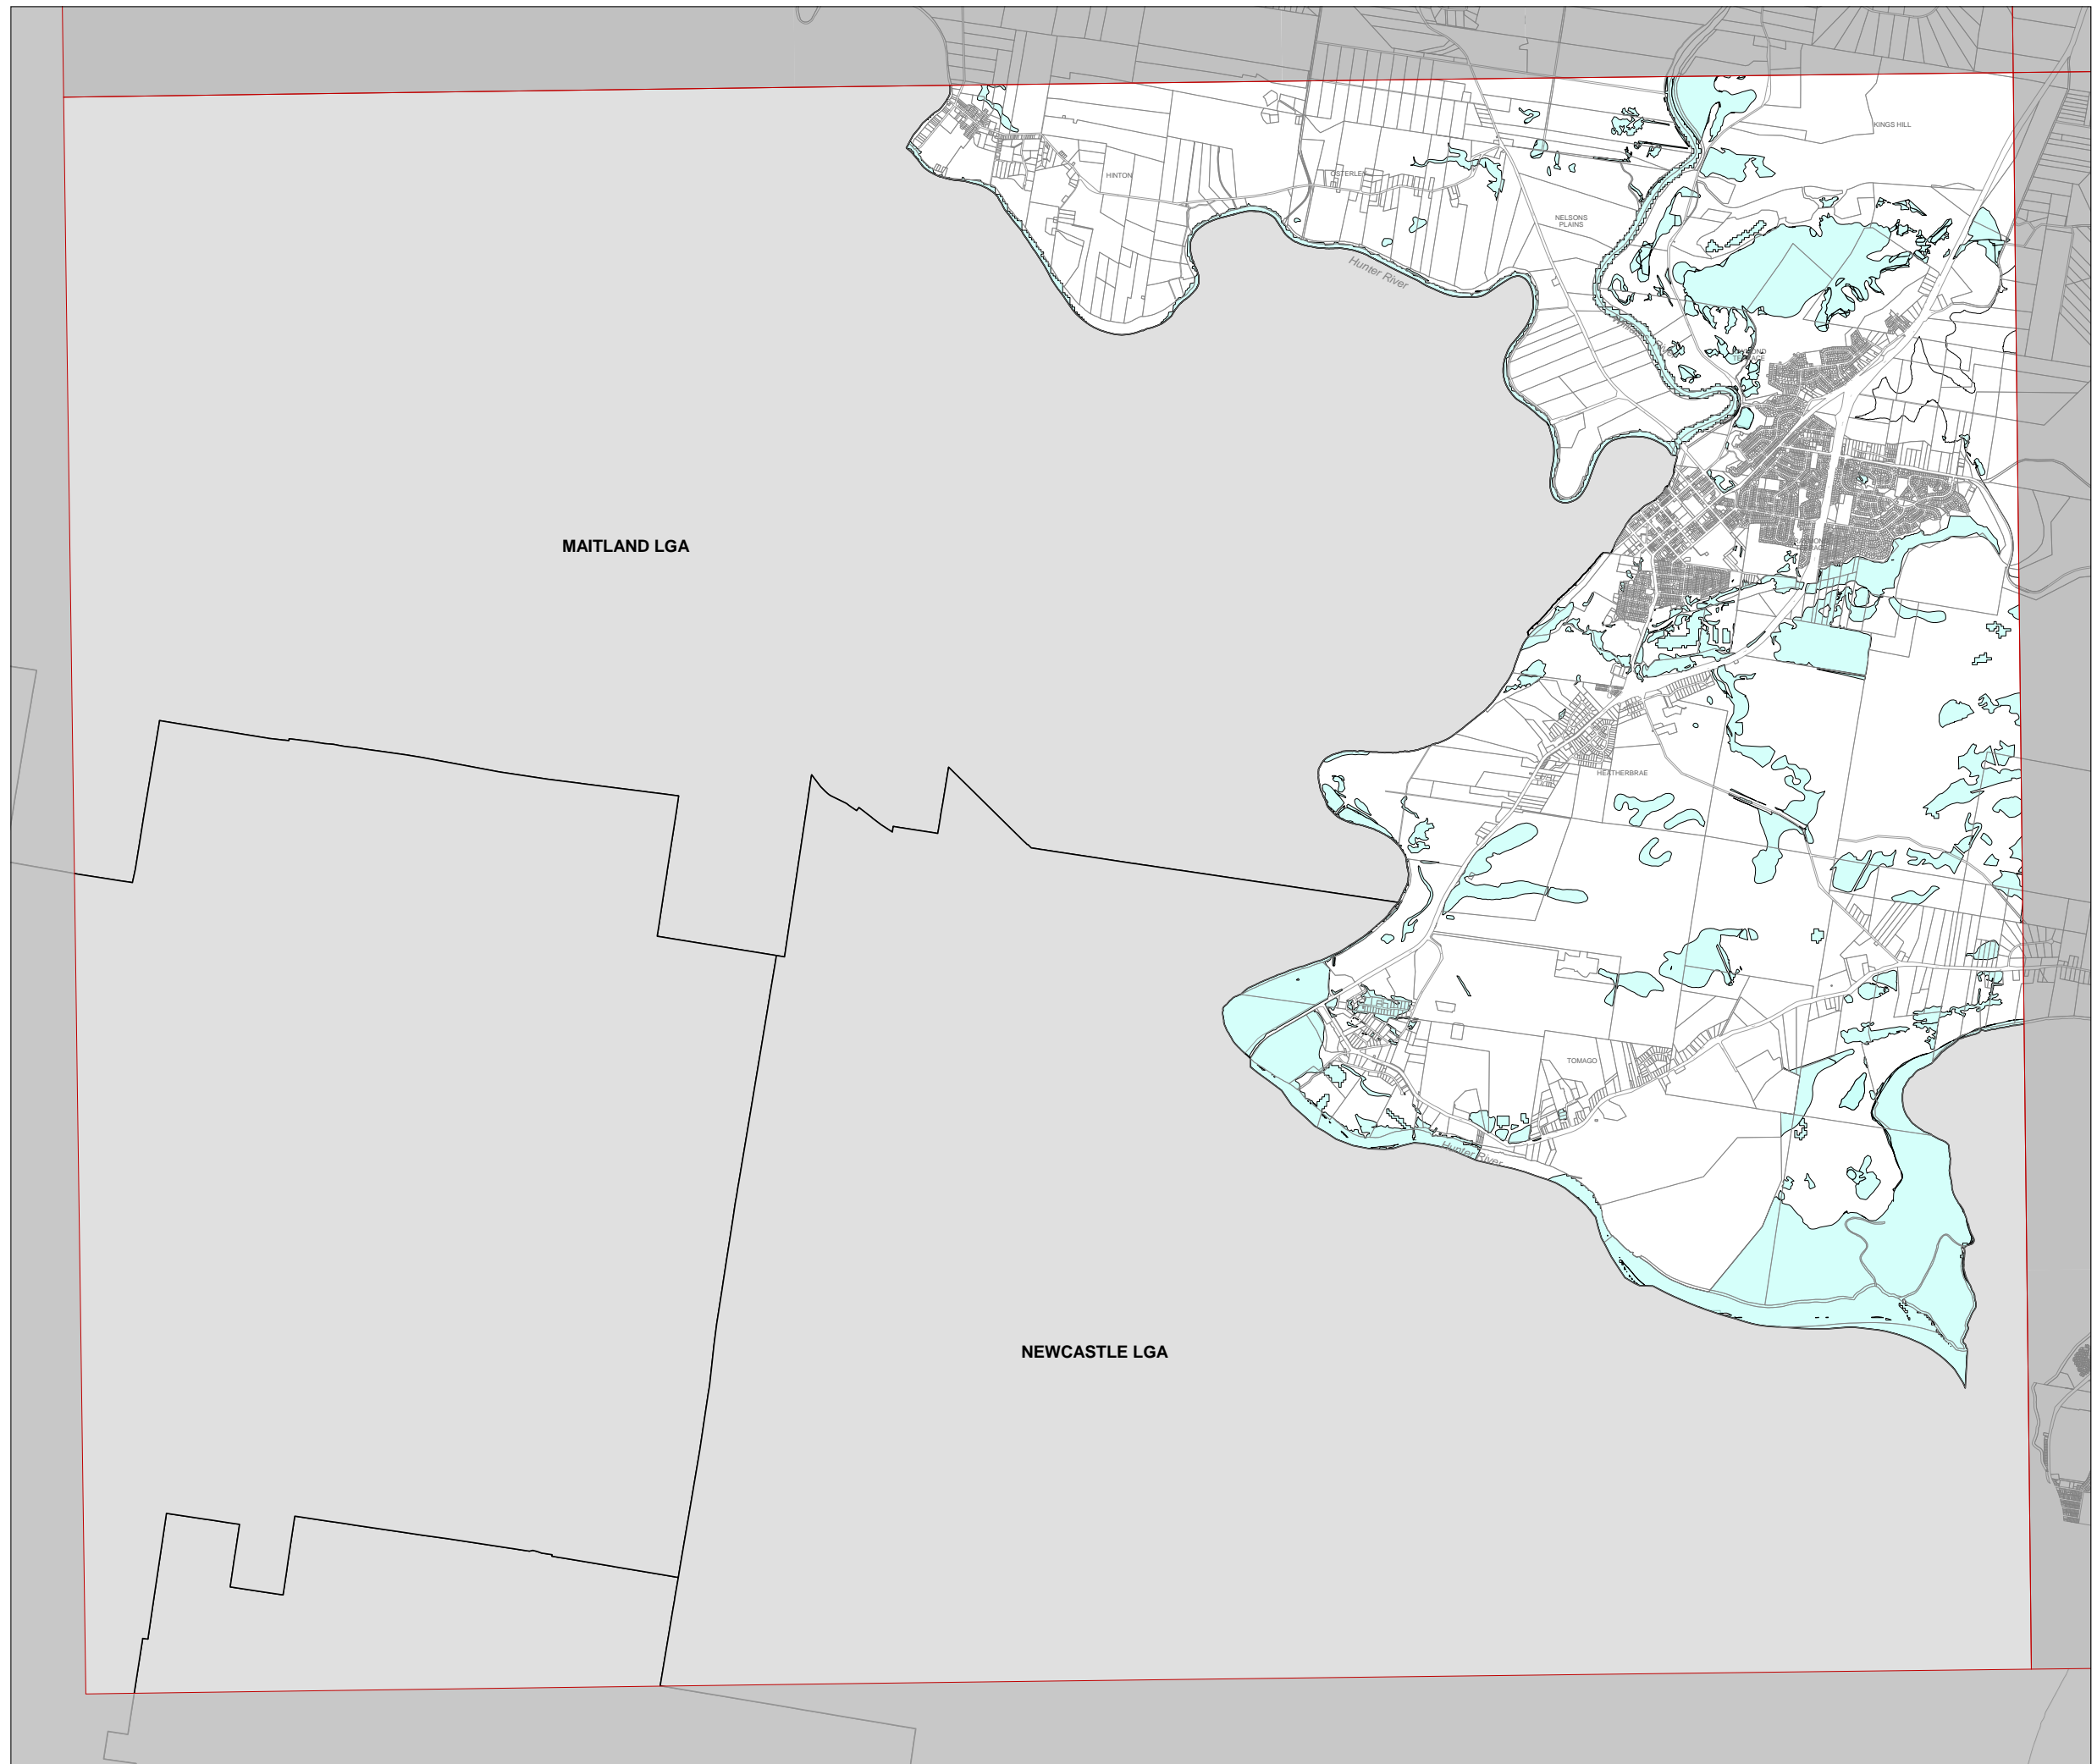 KINGS HILL
HINTON
OSTERLEY
NELSONS
PLAINS
Hunter River
MAITLAND LGA
HEATHERBRAE
TOMAGO
Hunter River
NEWCASTLE LGA